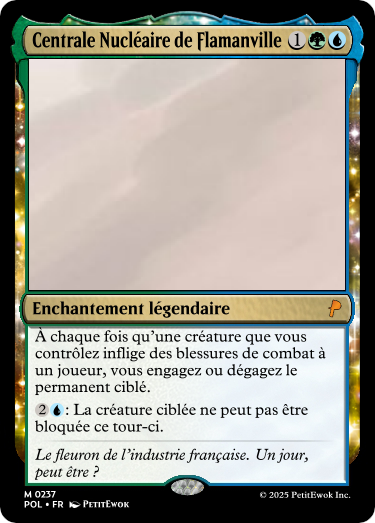 Centrale Nucléaire de Flamanville 1
Enchantement légendaire
À chaque fois qu'une créature que vous
contrôlez inflige des blessures de combat à
un joueur, vous engagez ou dégagez le
permanent ciblé.
2 : La créature ciblée ne peut pas être
bloquée ce tour-ci.
Le fleuron de l'industrie française. Un jour,
peut être ?
M 0237
POL • FR PetitEwok
© 2025 PetitEwok Inc.